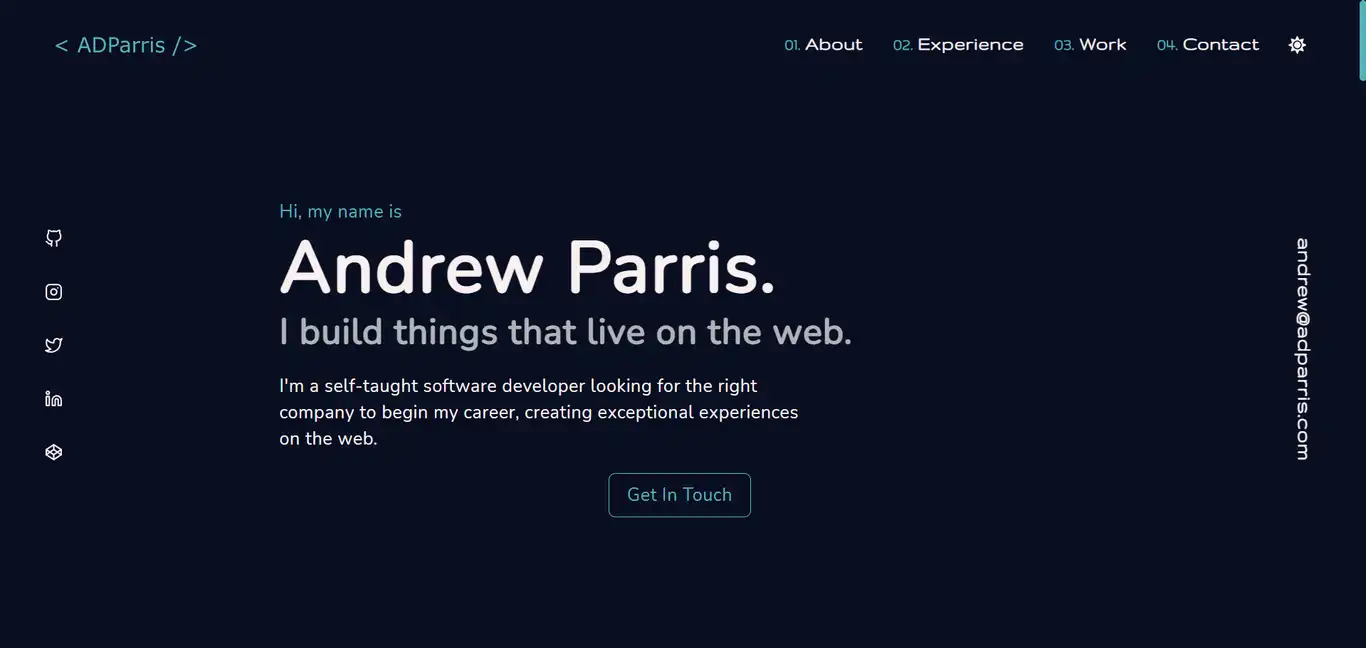 < ADParris />
01. About 02. Experience 03. Work 04. Contact
Hi, my name is
Andrew Parris.
I build things that live on the web.
I'm a self-taught software developer looking for the right
company to begin my career, creating exceptional experiences
on the web.
Get In Touch
andrew@adparris.com